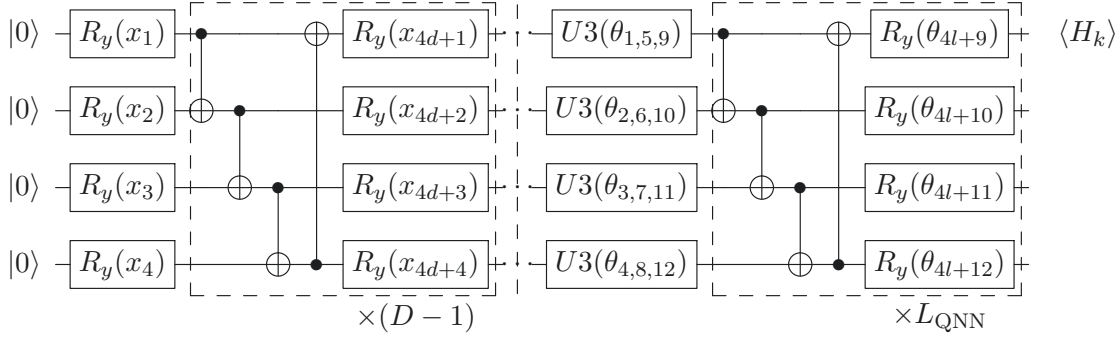 |0⟩ R_y(x_1) R_y(x_{4d+1}) ··· U3(θ_{1,5,9}) R_y(θ_{4l+9}) ⟨H_k⟩
|0⟩ R_y(x_2) R_y(x_{4d+2}) ··· U3(θ_{2,6,10}) R_y(θ_{4l+10})
|0⟩ R_y(x_3) R_y(x_{4d+3}) ··· U3(θ_{3,7,11}) R_y(θ_{4l+11})
|0⟩ R_y(x_4) R_y(x_{4d+4}) ··· U3(θ_{4,8,12}) R_y(θ_{4l+12})
×(D − 1) ×L_{QNN}